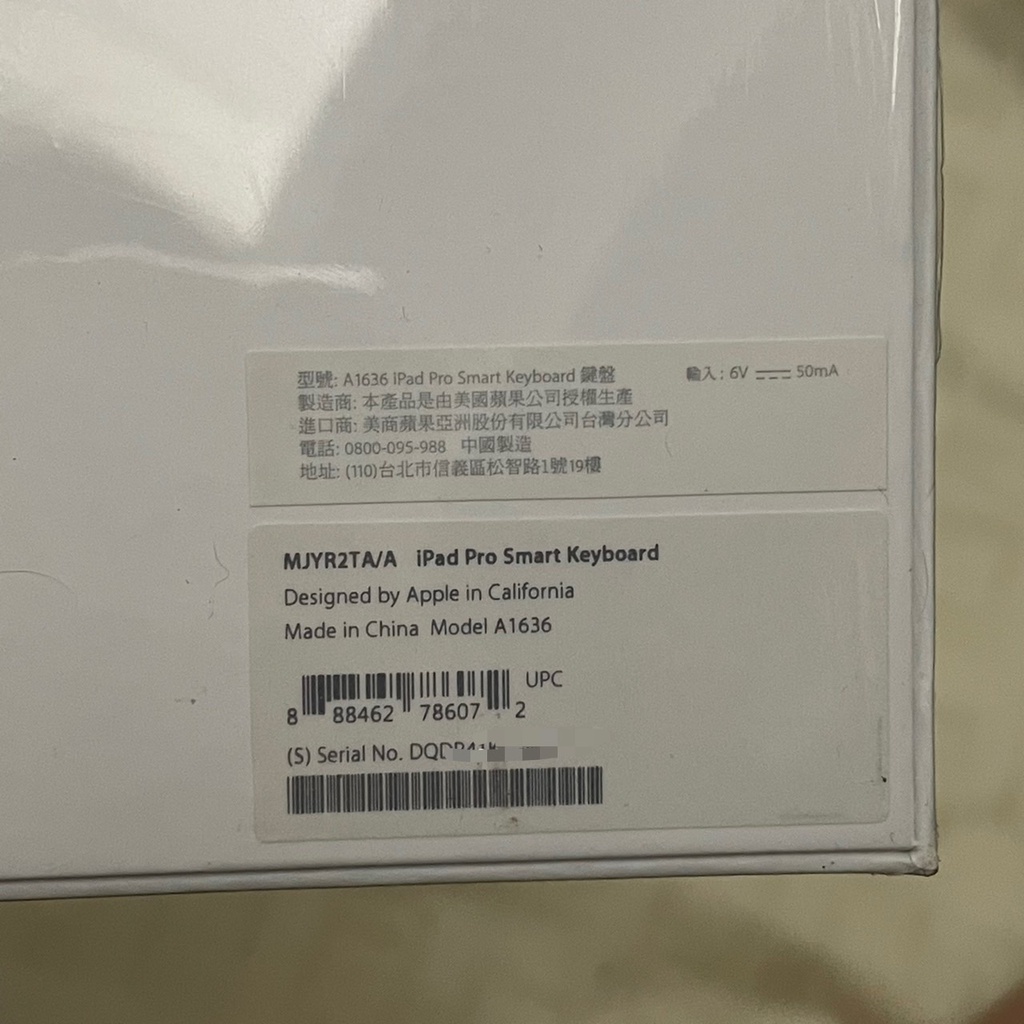 型號: A1636 iPad Pro Smart Keyboard 鍵盤 輸入: 6V ⎓ 50mA
製造商: 本產品是由美國蘋果公司授權生產
進口商: 美商蘋果亞洲股份有限公司台灣分公司
電話: 0800-095-988 中國製造
地址: (110)台北市信義區松智路1號19樓
MJYR2TA/A iPad Pro Smart Keyboard
Designed by Apple in California
Made in China Model A1636
UPC
8 88462 78607 2
(S) Serial No.